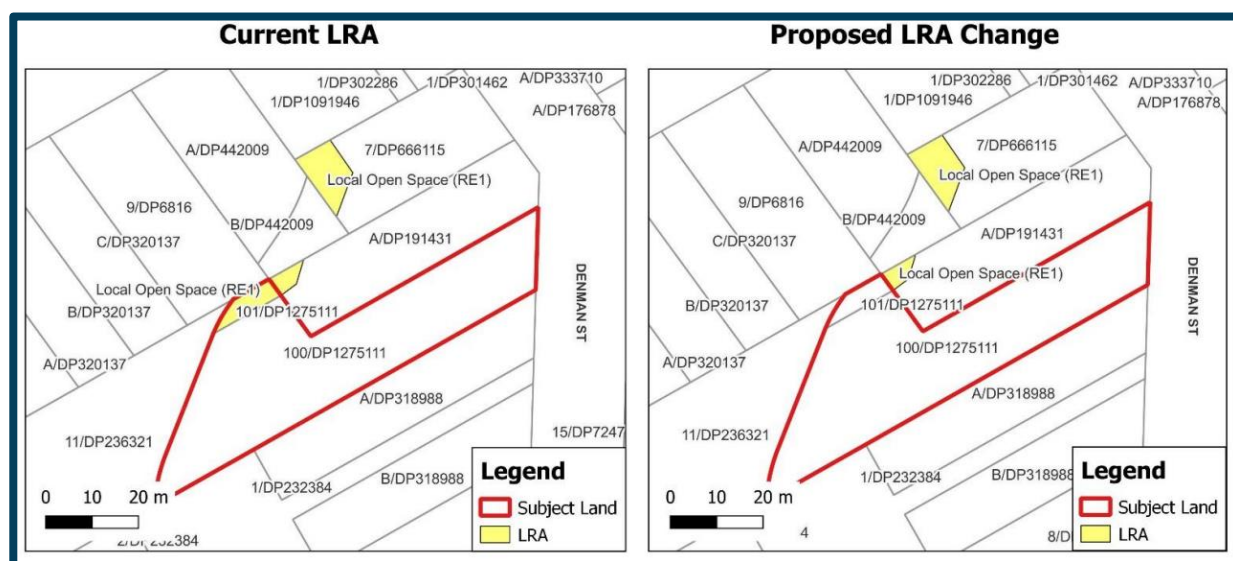 Current LRA
1/DP302286
1/DP301462
A/DP333710
1/DP1091946
A/DP176878
A/DP442009
7/DP666115
Local Open Space (RE1)
9/DP6816
B/DP442009
C/DP320137
A/DP191431
Local Open Space (RE1)
B/DP320137
101/DP1275111
DENMAN ST
100/DP1275111
A/DP320137
A/DP318988
11/DP236321
15/DP7247
1/DP232384
B/DP318988
2/DP232384
0 10 20 m
Legend
Subject Land
LRA
Proposed LRA Change
1/DP302286
1/DP301462
A/DP333710
1/DP1091946
A/DP176878
A/DP442009
7/DP666115
Local Open Space (RE1)
9/DP6816
B/DP442009
C/DP320137
A/DP191431
Local Open Space (RE1)
B/DP320137
101/DP1275111
DENMAN ST
100/DP1275111
A/DP320137
A/DP318988
11/DP236321
1/DP232384
B/DP318988
4
0 10 20 m
Legend
Subject Land
LRA